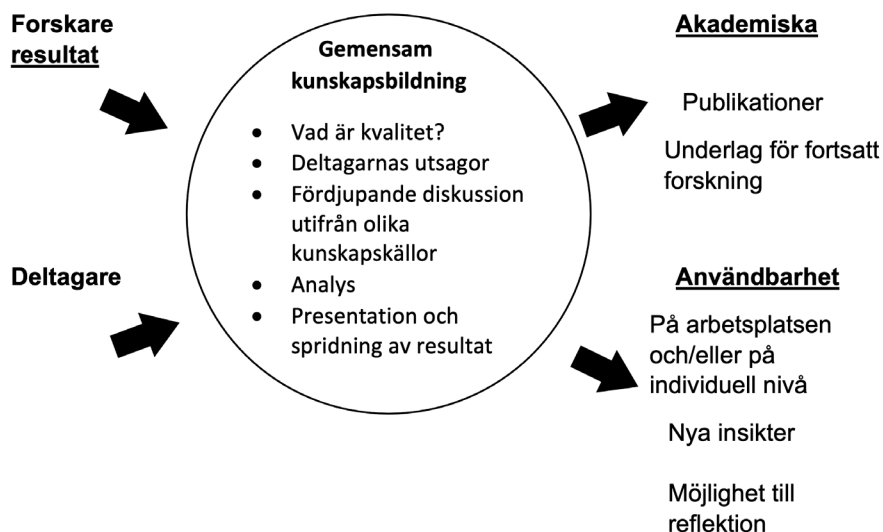 Forskare
resultat
Deltagare
Gemensam
kunskapsbildning
• Vad är kvalitet?
• Deltagarnas utsagor
• Fördjupande diskussion
utifrån olika
kunskapskällor
• Analys
• Presentation och
spridning av resultat
Akademiska
Publikationer
Underlag för fortsatt
forskning
Användbarhet
På arbetsplatsen
och/eller på
individuell nivå
Nya insikter
Möjlighet till
reflektion